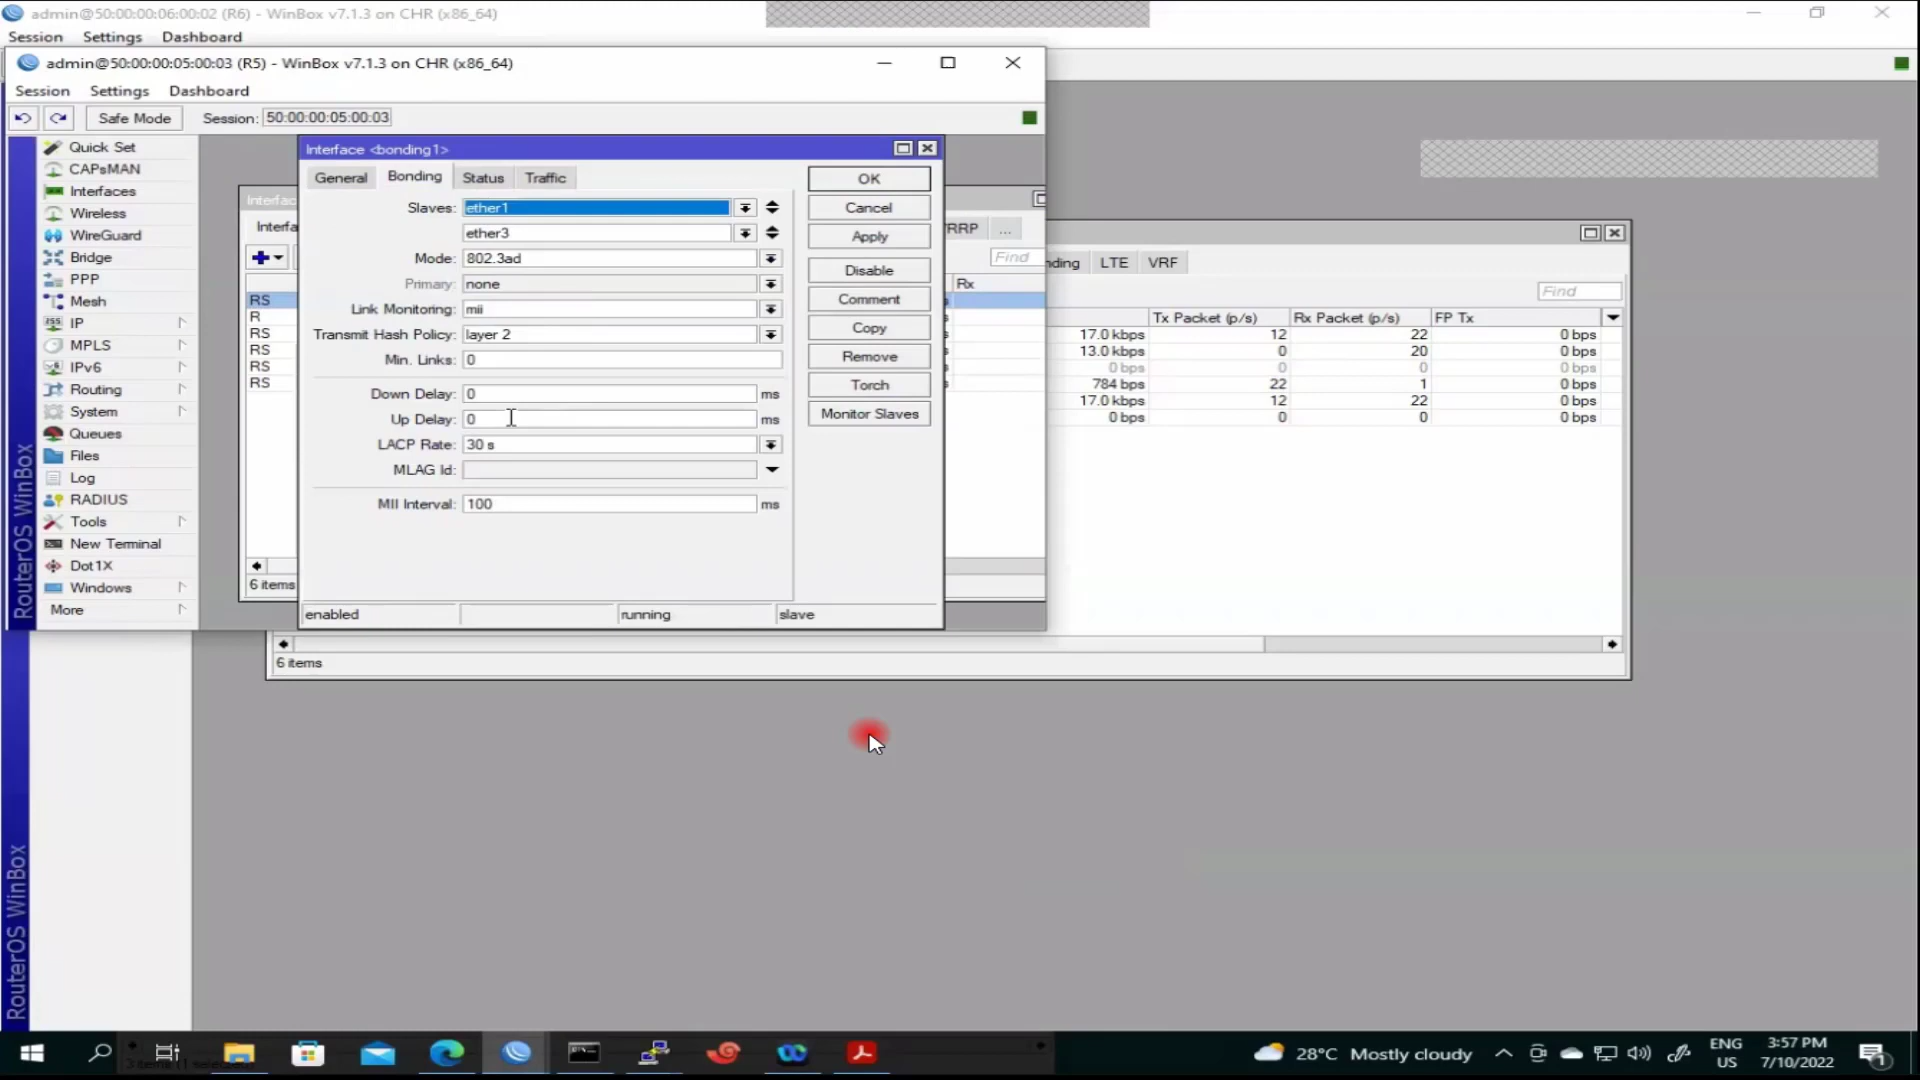 admin@50:00:00:06:00:02 (R6) - WinBox v7.1.3 on CHR (x86_64)
Session Settings Dashboard
admin@50:00:00:05:00:03 (R5) - WinBox v7.1.3 on CHR (x86_64)
Session Settings Dashboard
Safe Mode Session: 50:00:00:05:00:03
Quick Set
CAPsMAN
Interfaces
Wireless
WireGuard
Bridge
PPP
Mesh
IP
MPLS
IPv6
Routing
System
Queues
Files
Log
RADIUS
Tools
New Terminal
Dot1X
Windows
More
RouterOS WinBox
RouterOS WinBox
Interface <bonding1>
General Bonding Status Traffic
Slaves: ether1
ether3
Mode: 802.3ad
Primary: none
Link Monitoring: mii
Transmit Hash Policy: layer 2
Min. Links: 0
Down Delay: 0 ms
Up Delay: 0 ms
LACP Rate: 30 s
MLAG Id:
MII Interval: 100 ms
enabled running slave
OK
Cancel
Apply
Disable
Comment
Copy
Remove
Torch
Monitor Slaves
VRRP ...
Find
Rx
RS
R
RS
RS
RS
RS
6 items
LTE VRF
Find
Tx Packet (p/s) Rx Packet (p/s) FP Tx
17.0 kbps 12 22 0 bps
13.0 kbps 0 20 0 bps
0 bps 0 0 0 bps
784 bps 22 1 0 bps
17.0 kbps 12 22 0 bps
0 bps 0 0 0 bps
6 items
28°C Mostly cloudy
ENG
US
3:57 PM
7/10/2022
1